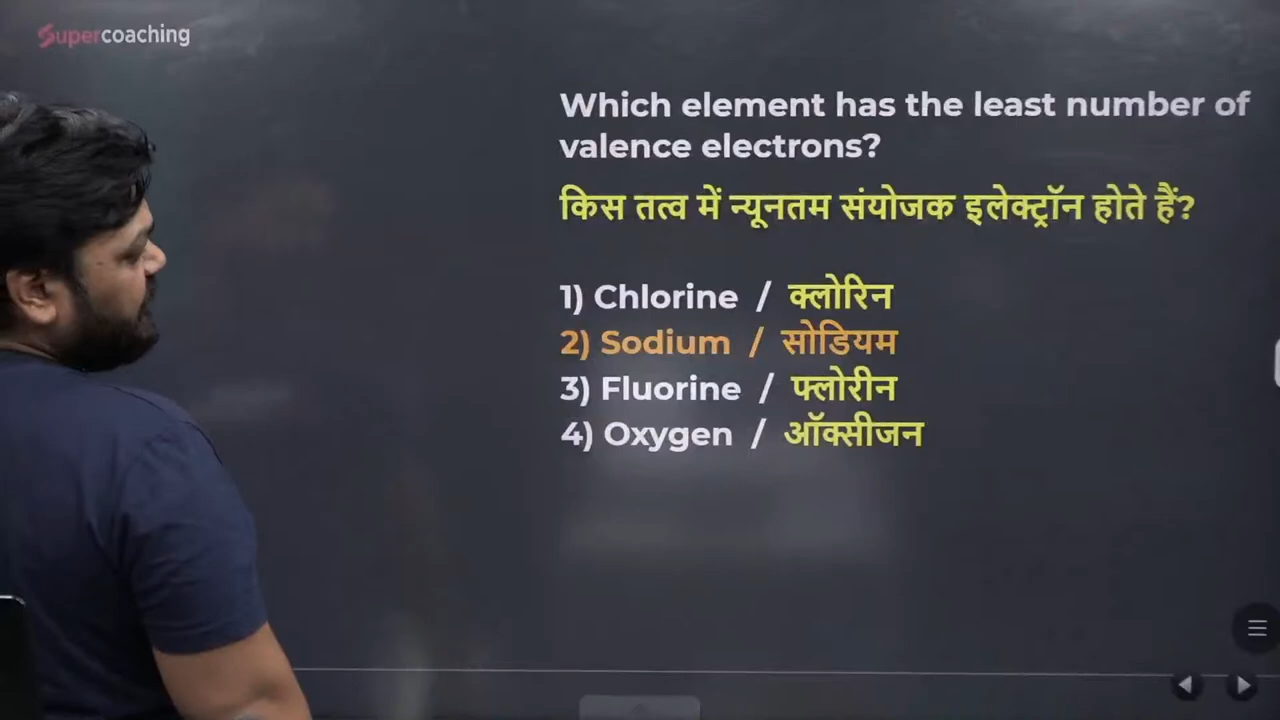 Supercoaching
Which element has the least number of
valence electrons?
किस तत्व में न्यूनतम संयोजक इलेक्ट्रॉन होते हैं?
1) Chlorine / क्लोरिन
2) Sodium / सोडियम
3) Fluorine / फ्लोरीन
4) Oxygen / ऑक्सीजन